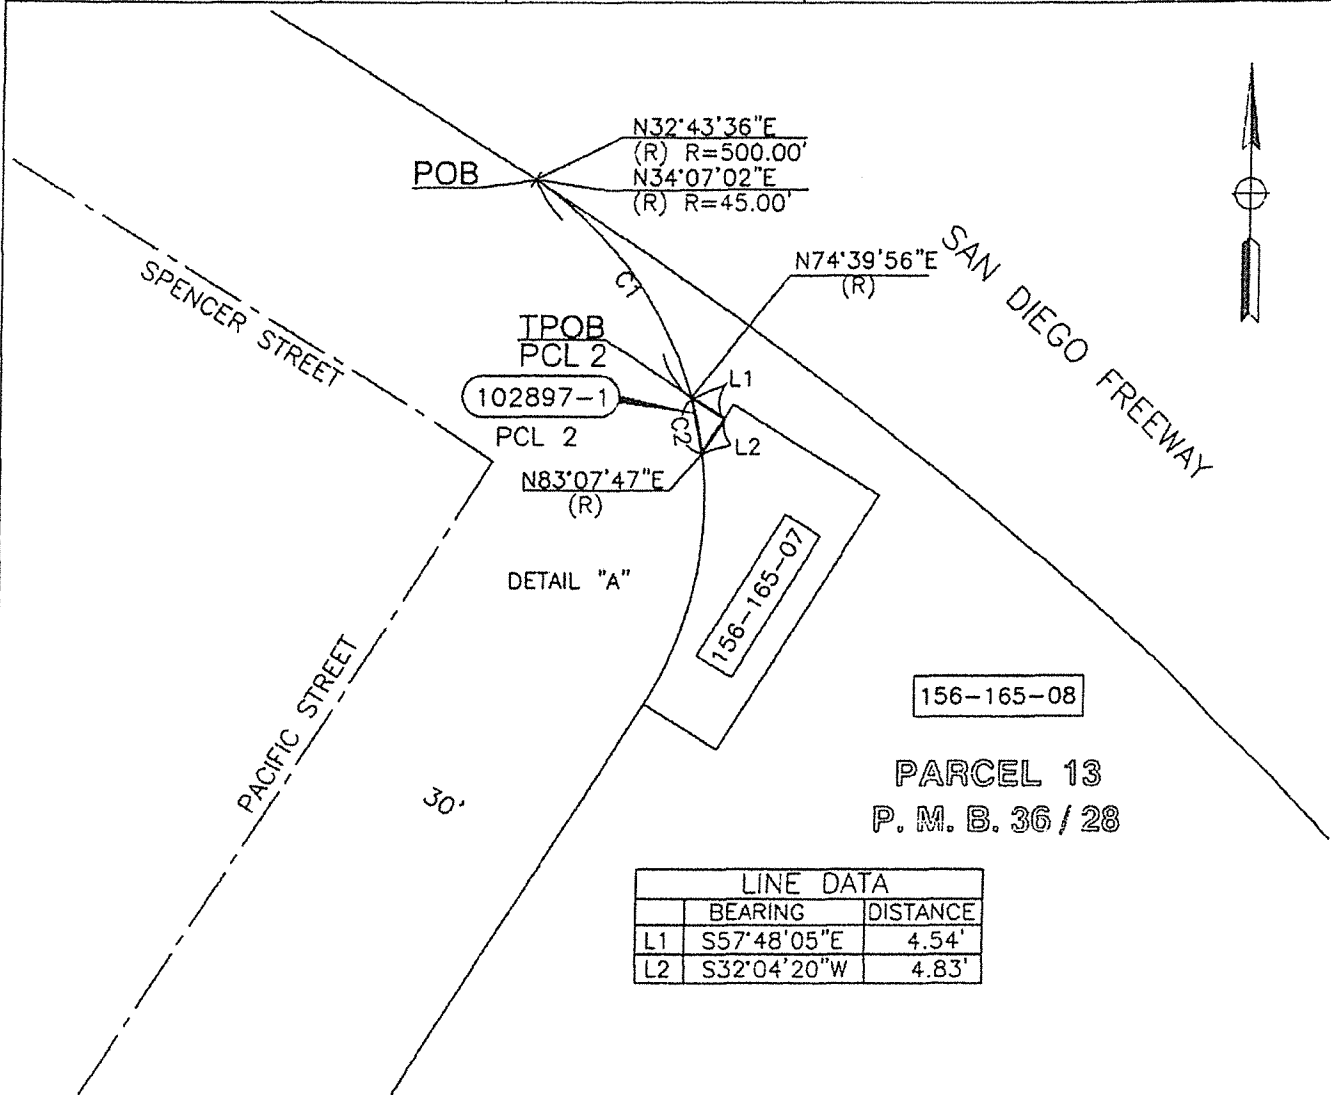 N32°43'36"E
(R) R=500.00'
POB
N34°07'02"E
(R) R=45.00'
SAN DIEGO FREEWAY
N74°39'56"E
(R)
C1
SPENCER STREET
TPOB
PCL 2
L1
102897-1
C2
PCL 2
L2
N83°07'47"E
(R)
DETAIL "A"
156-165-07
PACIFIC STREET
156-165-08
30'
PARCEL 13
P. M. B. 36 / 28
LINE DATA
BEARING DISTANCE
L1 S57°48'05"E 4.54'
L2 S32°04'20"W 4.83'